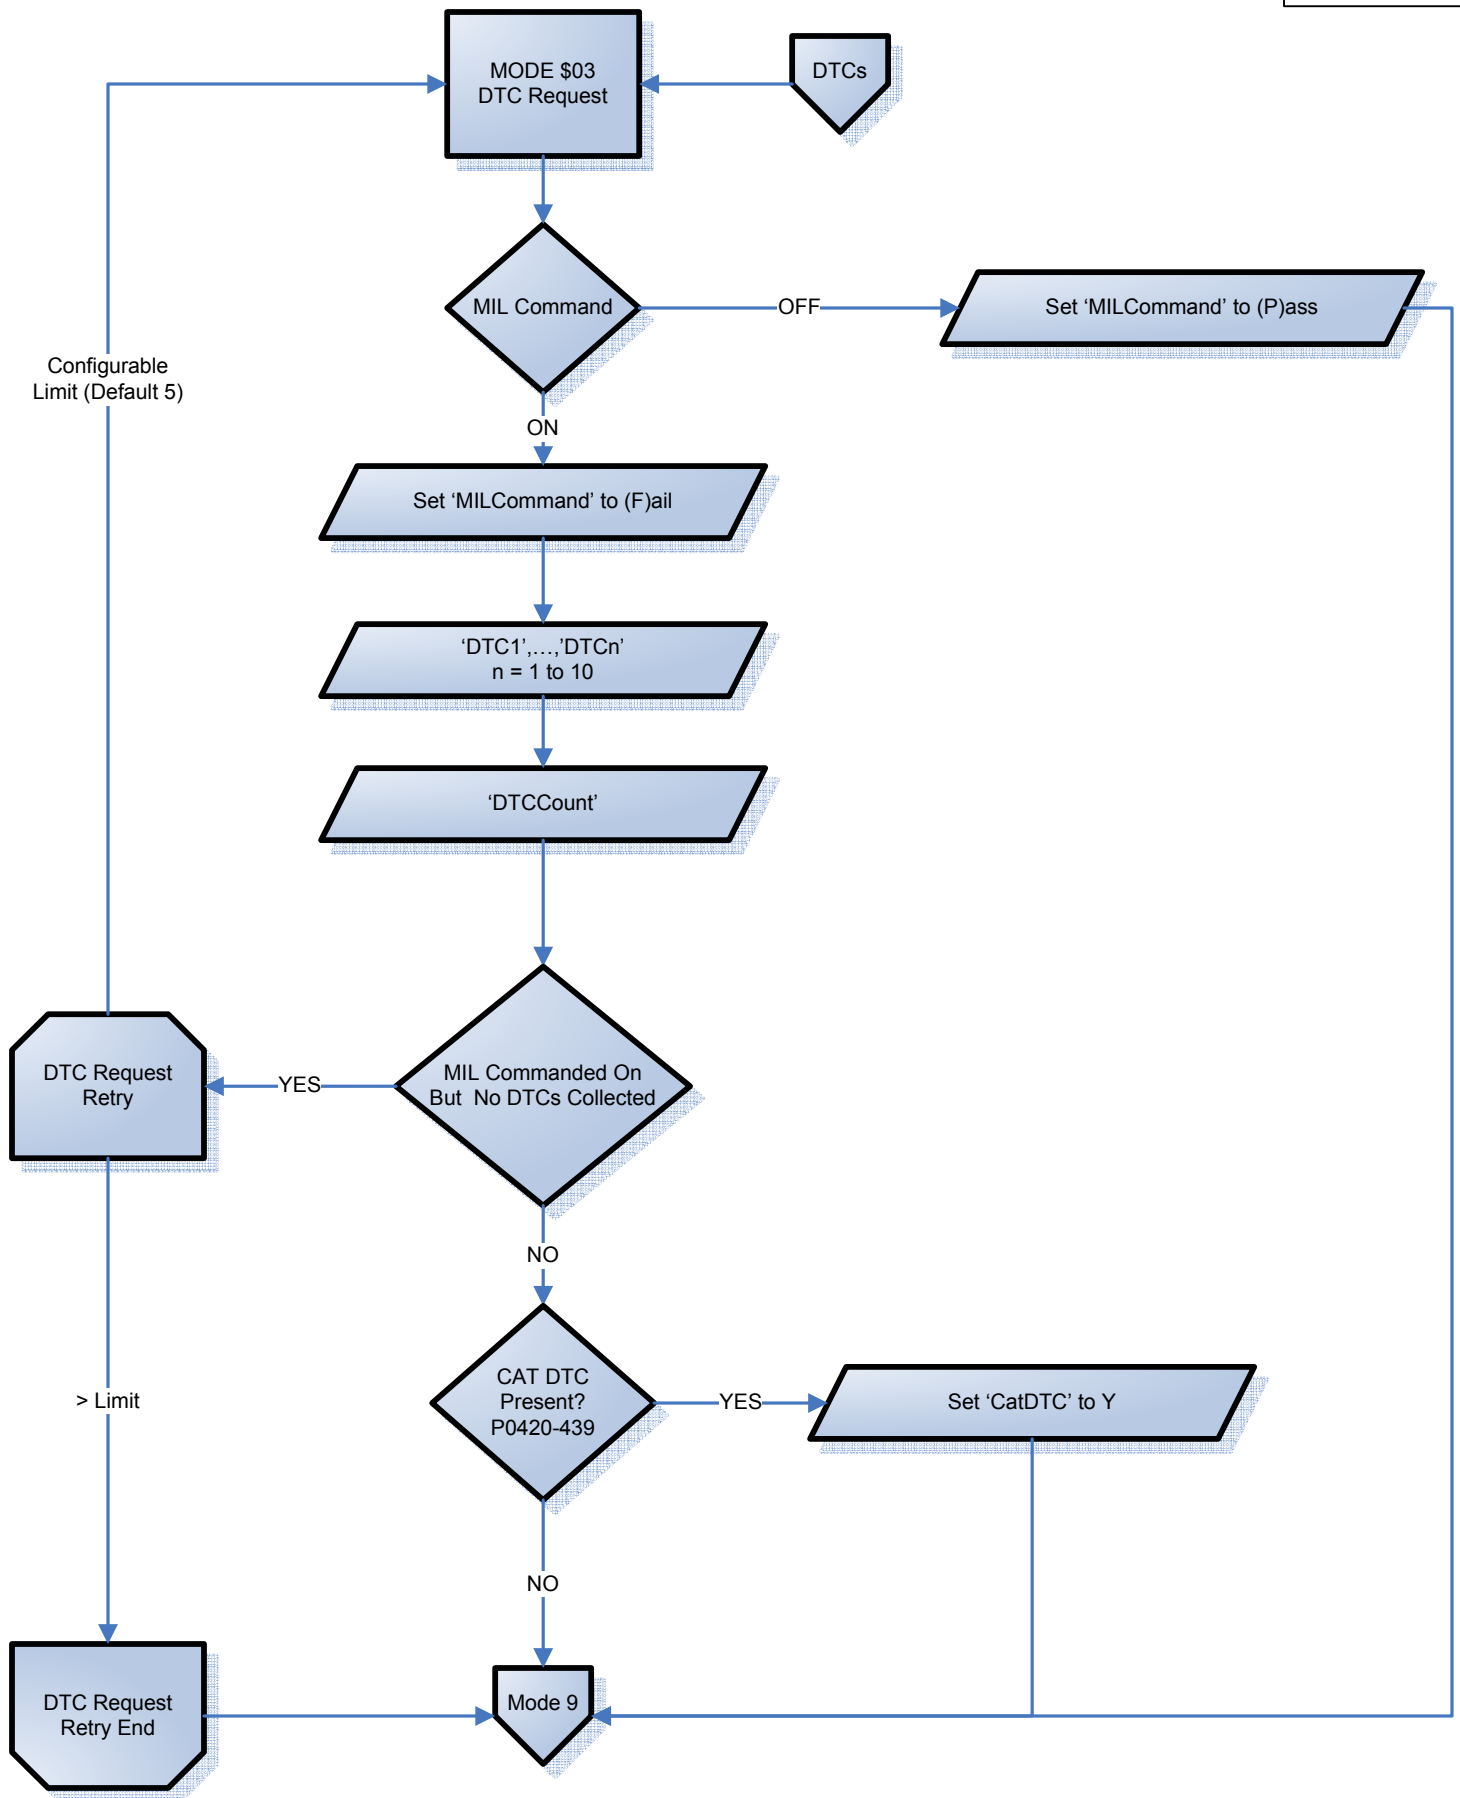 MODE $03
DTC Request
DTCs
MIL Command
OFF
Set ‘MILCommand’ to (P)ass
Configurable
Limit (Default 5)
ON
Set ‘MILCommand’ to (F)ail
‘DTC1’,…,’DTCn’
n = 1 to 10
‘DTCCount’
DTC Request
Retry
YES
MIL Commanded On
But  No DTCs Collected
NO
> Limit
CAT DTC
Present?
P0420-439
YES
Set ‘CatDTC’ to Y
NO
DTC Request
Retry End
Mode 9